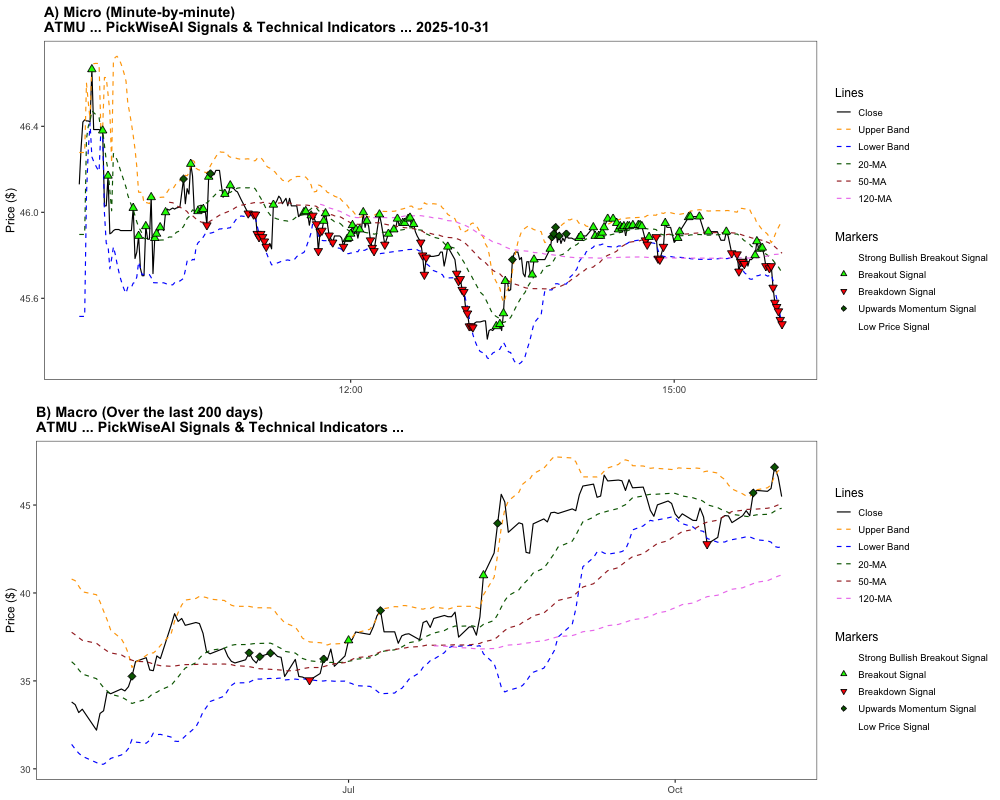 A) Micro (Minute-by-minute)
ATMU ... PickWiseAI Signals & Technical Indicators ... 2025-10-31
Price ($)
46.4
46.0
45.6
12:00
15:00
Lines
Close
Upper Band
Lower Band
20-MA
50-MA
120-MA
Markers
Strong Bullish Breakout Signal
Breakout Signal
Breakdown Signal
Upwards Momentum Signal
Low Price Signal
B) Macro (Over the last 200 days)
ATMU ... PickWiseAI Signals & Technical Indicators ...
Price ($)
45
40
35
30
Jul
Oct
Lines
Close
Upper Band
Lower Band
20-MA
50-MA
120-MA
Markers
Strong Bullish Breakout Signal
Breakout Signal
Breakdown Signal
Upwards Momentum Signal
Low Price Signal